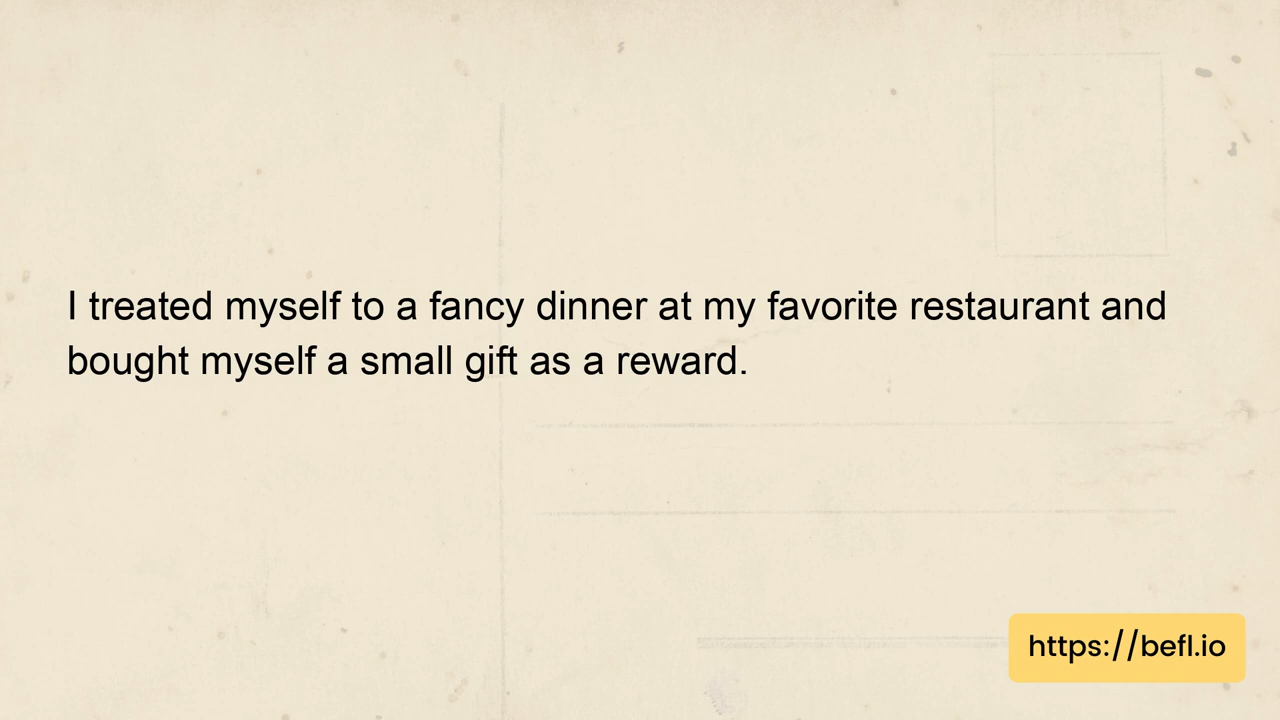 I treated myself to a fancy dinner at my favorite restaurant and
bought myself a small gift as a reward.
https://befl.io